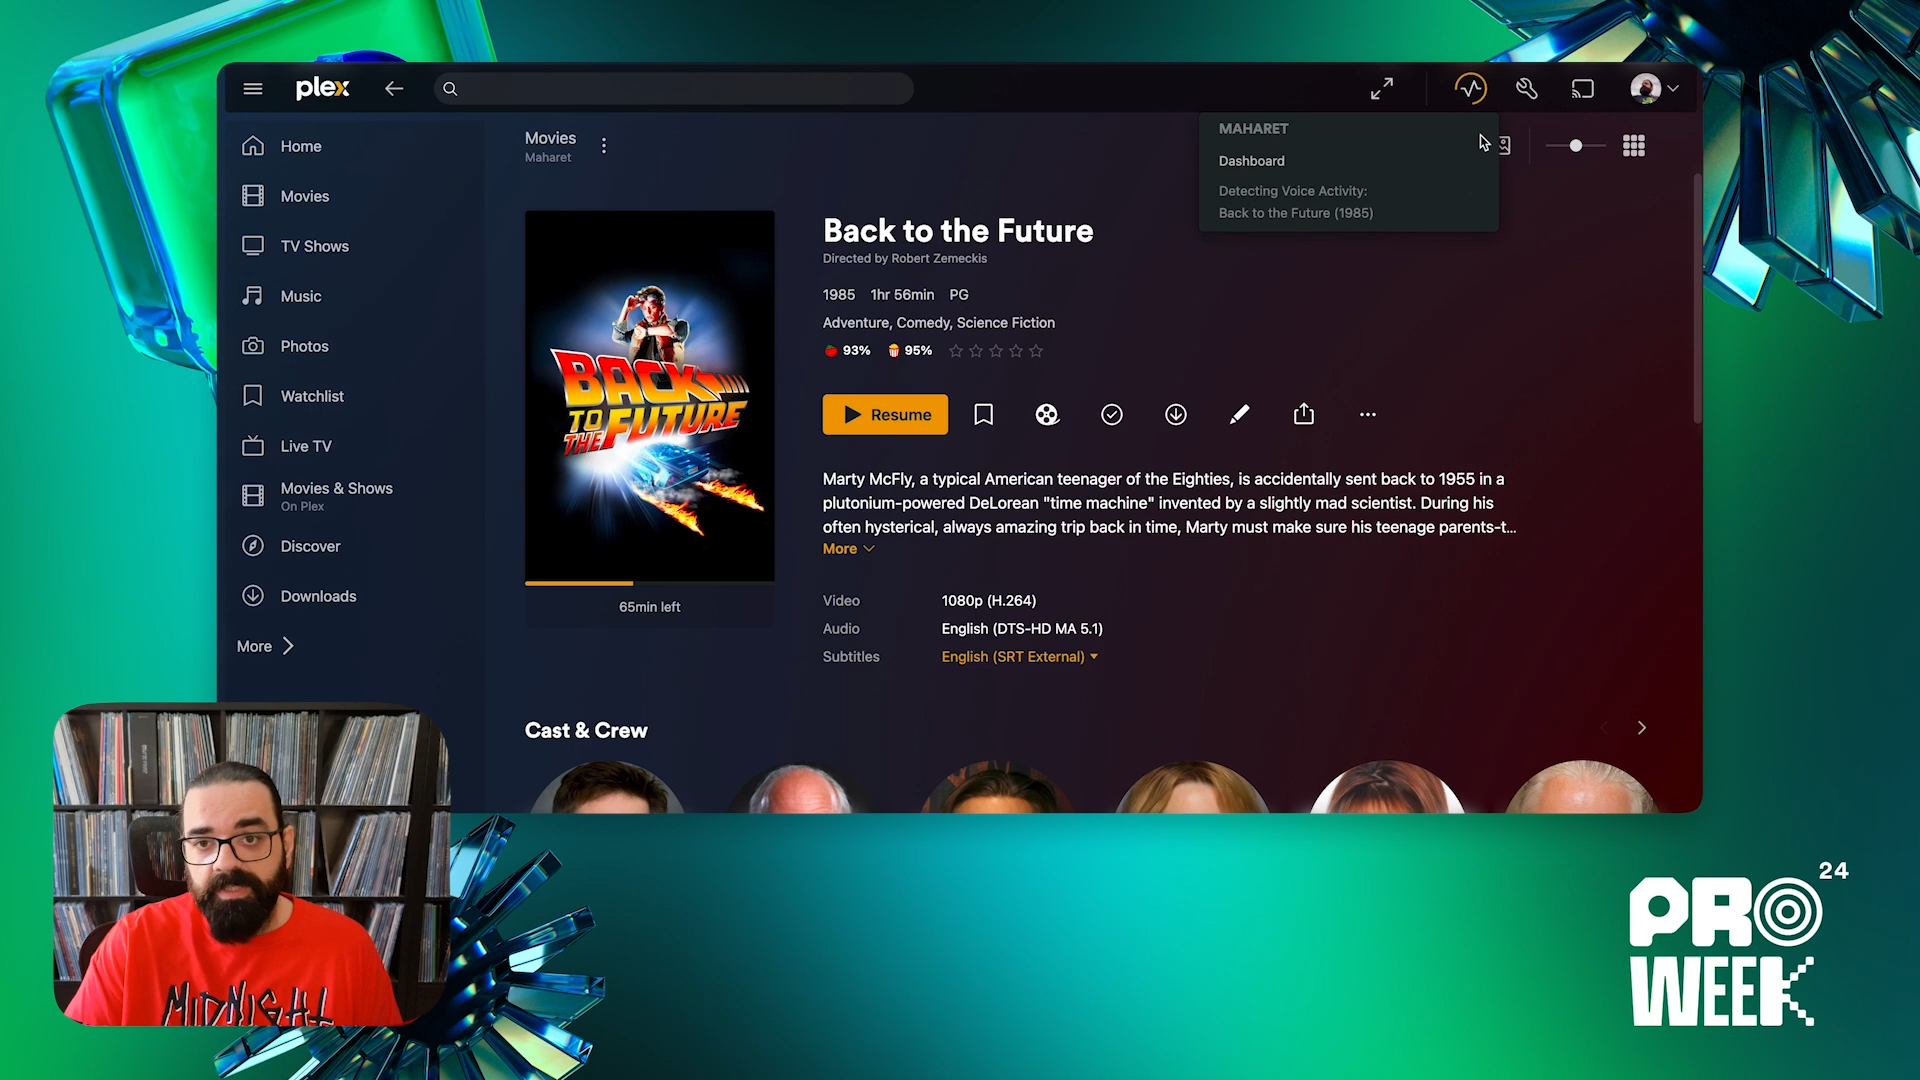 plex
MAHARET
Dashboard
Detecting Voice Activity:
Back to the Future (1985)
Home
Movies
TV Shows
Music
Photos
Watchlist
Live TV
Movies & Shows
On Plex
Discover
Downloads
More
Movies
Maharet
BACK
TO THE FUTURE
65min left
Back to the Future
Directed by Robert Zemeckis
1985 1hr 56min PG
Adventure, Comedy, Science Fiction
93% 95%
Resume
Marty McFly, a typical American teenager of the Eighties, is accidentally sent back to 1955 in a
plutonium-powered DeLorean "time machine" invented by a slightly mad scientist. During his
often hysterical, always amazing trip back in time, Marty must make sure his teenage parents-t...
More
Video 1080p (H.264)
Audio English (DTS-HD MA 5.1)
Subtitles English (SRT External)
Cast & Crew
MIDNIGHT
PRO
WEEK
24